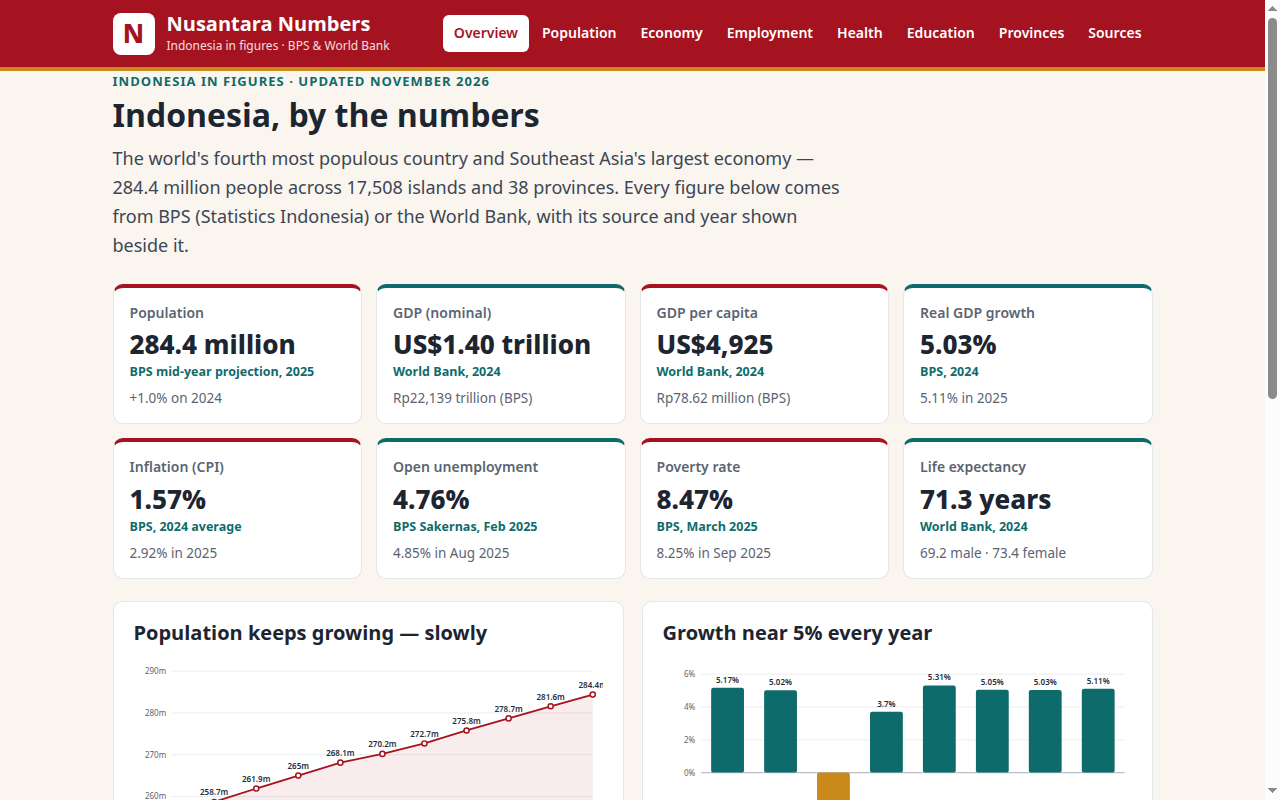 N
Nusantara Numbers
Indonesia in figures · BPS & World Bank
Overview Population Economy Employment Health Education Provinces Sources
INDONESIA IN FIGURES · UPDATED NOVEMBER 2026
Indonesia, by the numbers
The world's fourth most populous country and Southeast Asia's largest economy —
284.4 million people across 17,508 islands and 38 provinces. Every figure below comes
from BPS (Statistics Indonesia) or the World Bank, with its source and year shown
beside it.
Population
284.4 million
BPS mid-year projection, 2025
+1.0% on 2024
GDP (nominal)
US$1.40 trillion
World Bank, 2024
Rp22,139 trillion (BPS)
GDP per capita
US$4,925
World Bank, 2024
Rp78.62 million (BPS)
Real GDP growth
5.03%
BPS, 2024
5.11% in 2025
Inflation (CPI)
1.57%
BPS, 2024 average
2.92% in 2025
Open unemployment
4.76%
BPS Sakernas, Feb 2025
4.85% in Aug 2025
Poverty rate
8.47%
BPS, March 2025
8.25% in Sep 2025
Life expectancy
71.3 years
World Bank, 2024
69.2 male · 73.4 female
Population keeps growing — slowly
290m
280m
270m
260m
258.7m
261.9m
265m
268.1m
270.2m
272.7m
275.8m
278.7m
281.6m
284.4m
Growth near 5% every year
6%
4%
2%
0%
5.17%
5.02%
3.7%
5.31%
5.05%
5.03%
5.11%